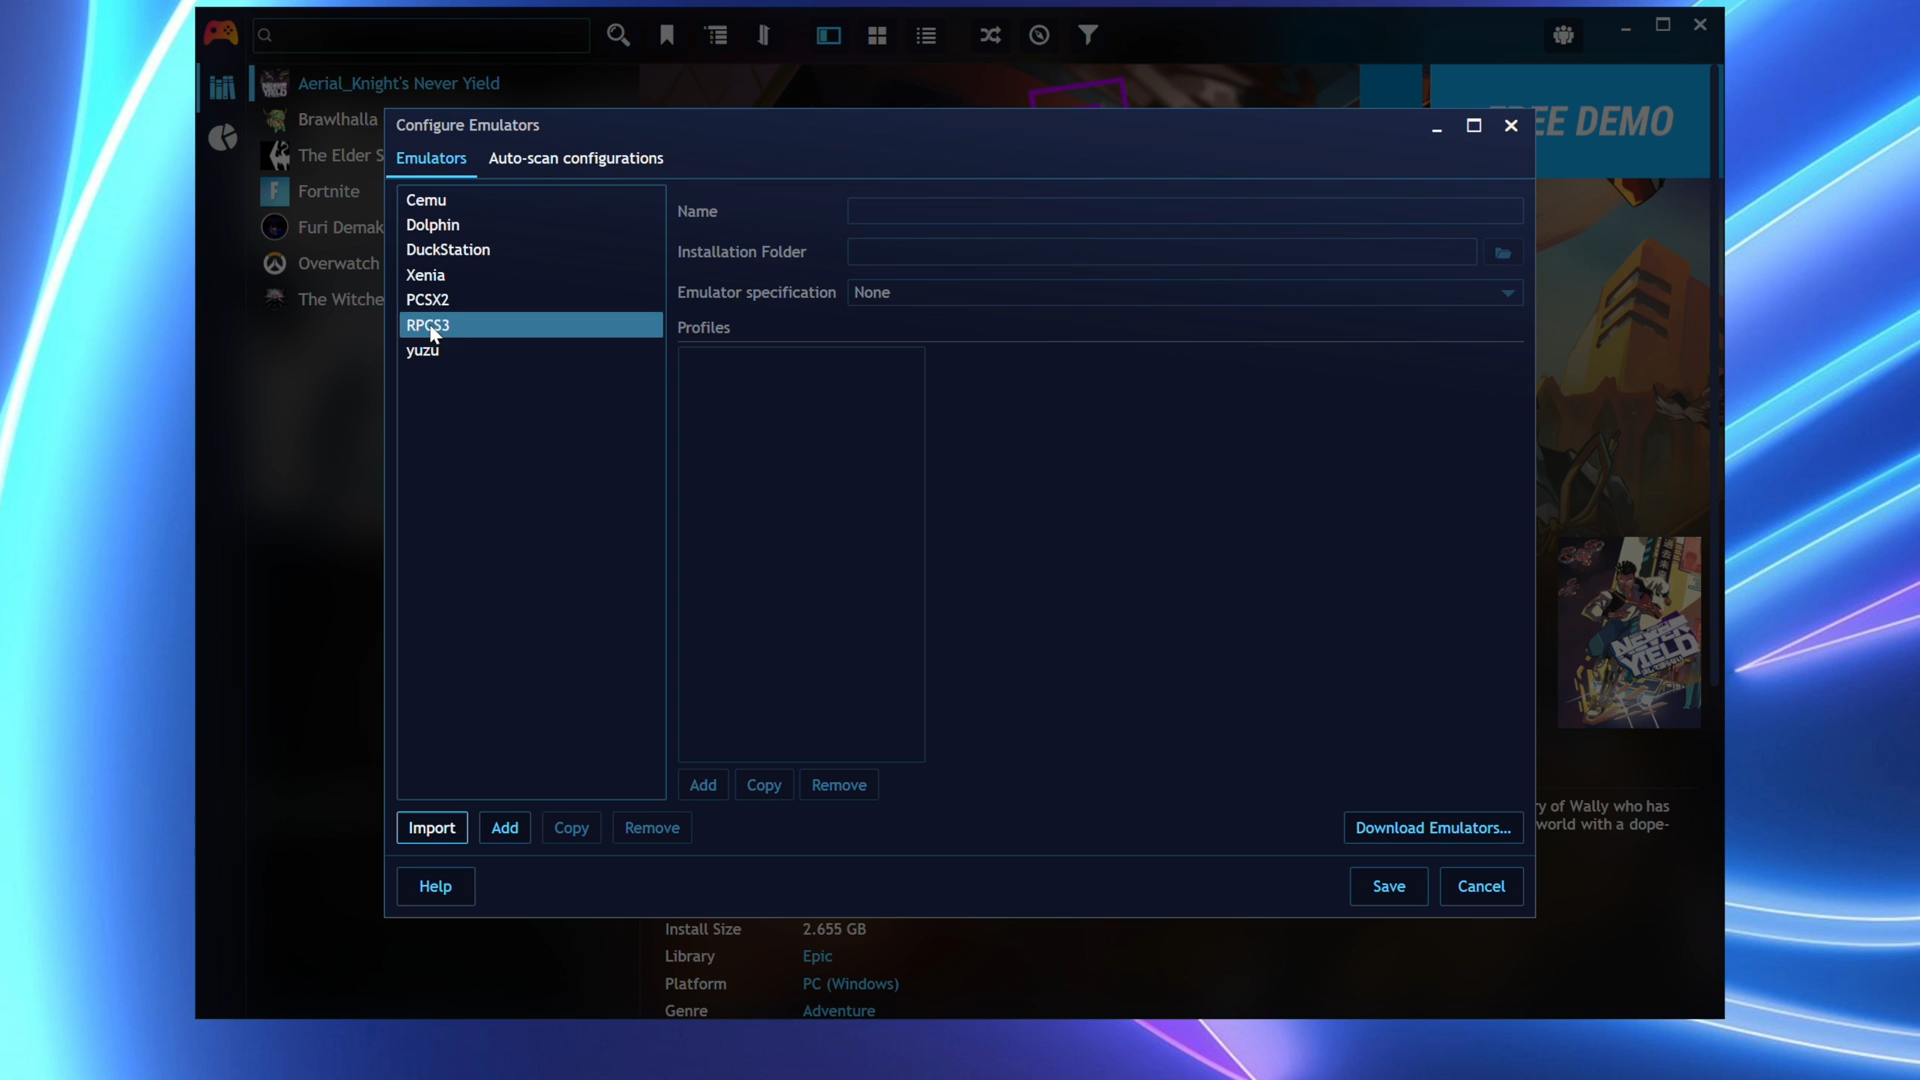 Aerial_Knight's Never Yield
Brawlhalla
The Elder S
Fortnite
Furi Demak
Overwatch
The Witche
EE DEMO
Configure Emulators
Emulators
Auto-scan configurations
Cemu
Dolphin
DuckStation
Xenia
PCSX2
RPCS3
yuzu
Name
Installation Folder
Emulator specification
None
Profiles
Add
Copy
Remove
Import
Add
Copy
Remove
Download Emulators...
Help
Save
Cancel
NEVER
YIELD
ry of Wally who has
world with a dope-
Install Size
2.655 GB
Library
Epic
Platform
PC (Windows)
Genre
Adventure